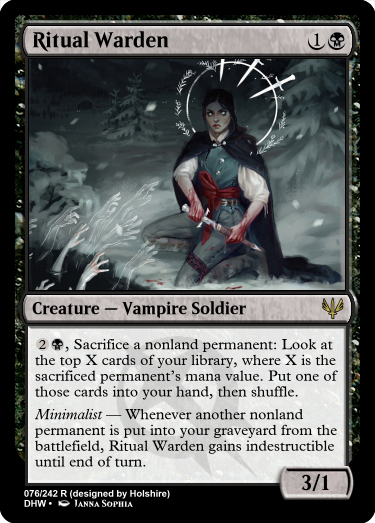 Ritual Warden 1
Creature — Vampire Soldier
2 , Sacrifice a nonland permanent: Look at
the top X cards of your library, where X is the
sacrificed permanent's mana value. Put one of
those cards into your hand, then shuffle.
Minimalist — Whenever another nonland
permanent is put into your graveyard from the
battlefield, Ritual Warden gains indestructible
until end of turn.
3/1
076/242 R (designed by Holshire)
DHW • Ianna Sophia